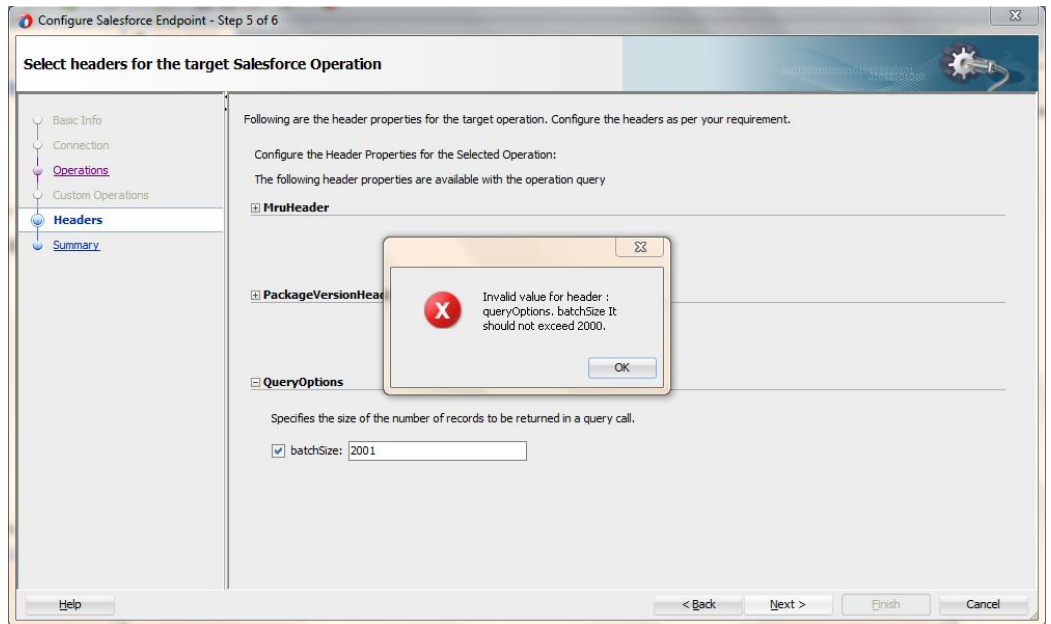 Configure Salesforce Endpoint - Step 5 of 6
Select headers for the target Salesforce Operation
Basic Info
Connection
Operations
Custom Operations
Headers
Summary
Following are the header properties for the target operation. Configure the headers as per your requirement.
Configure the Header Properties for the Selected Operation:
The following header properties are available with the operation query
MruHeader
PackageVersionHead
Invalid value for header :
queryOptions. batchSize It
should not exceed 2000.
OK
QueryOptions
Specifies the size of the number of records to be returned in a query call.
batchSize: 2001
Help
< Back
Next >
Finish
Cancel